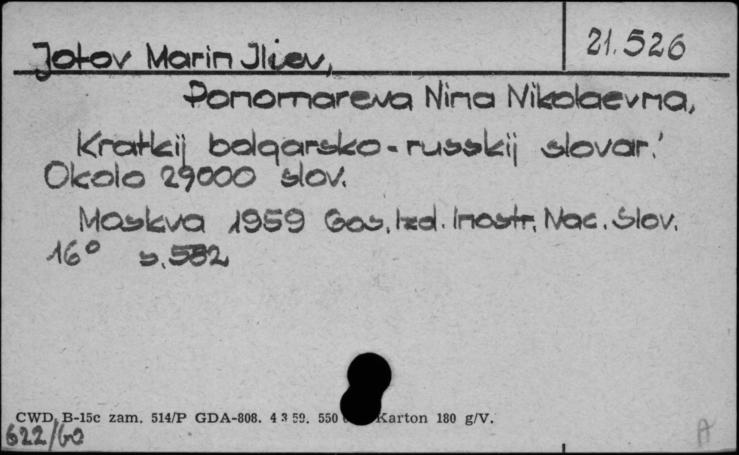 21.526
Jotov Marin Iliev,
Ponomareva Nina Nikolaevna,
Kratkij bolgarsko-russkij slovar.'
Okolo 29000 slov.
Moskva 1959 Gos. Izd. Inostr. Nac. Slov.
16° s. 582
CWD, B-15c zam. 514/P GDA-808. 4 3 59. 550 Karton 180 g/V.
622/60
A